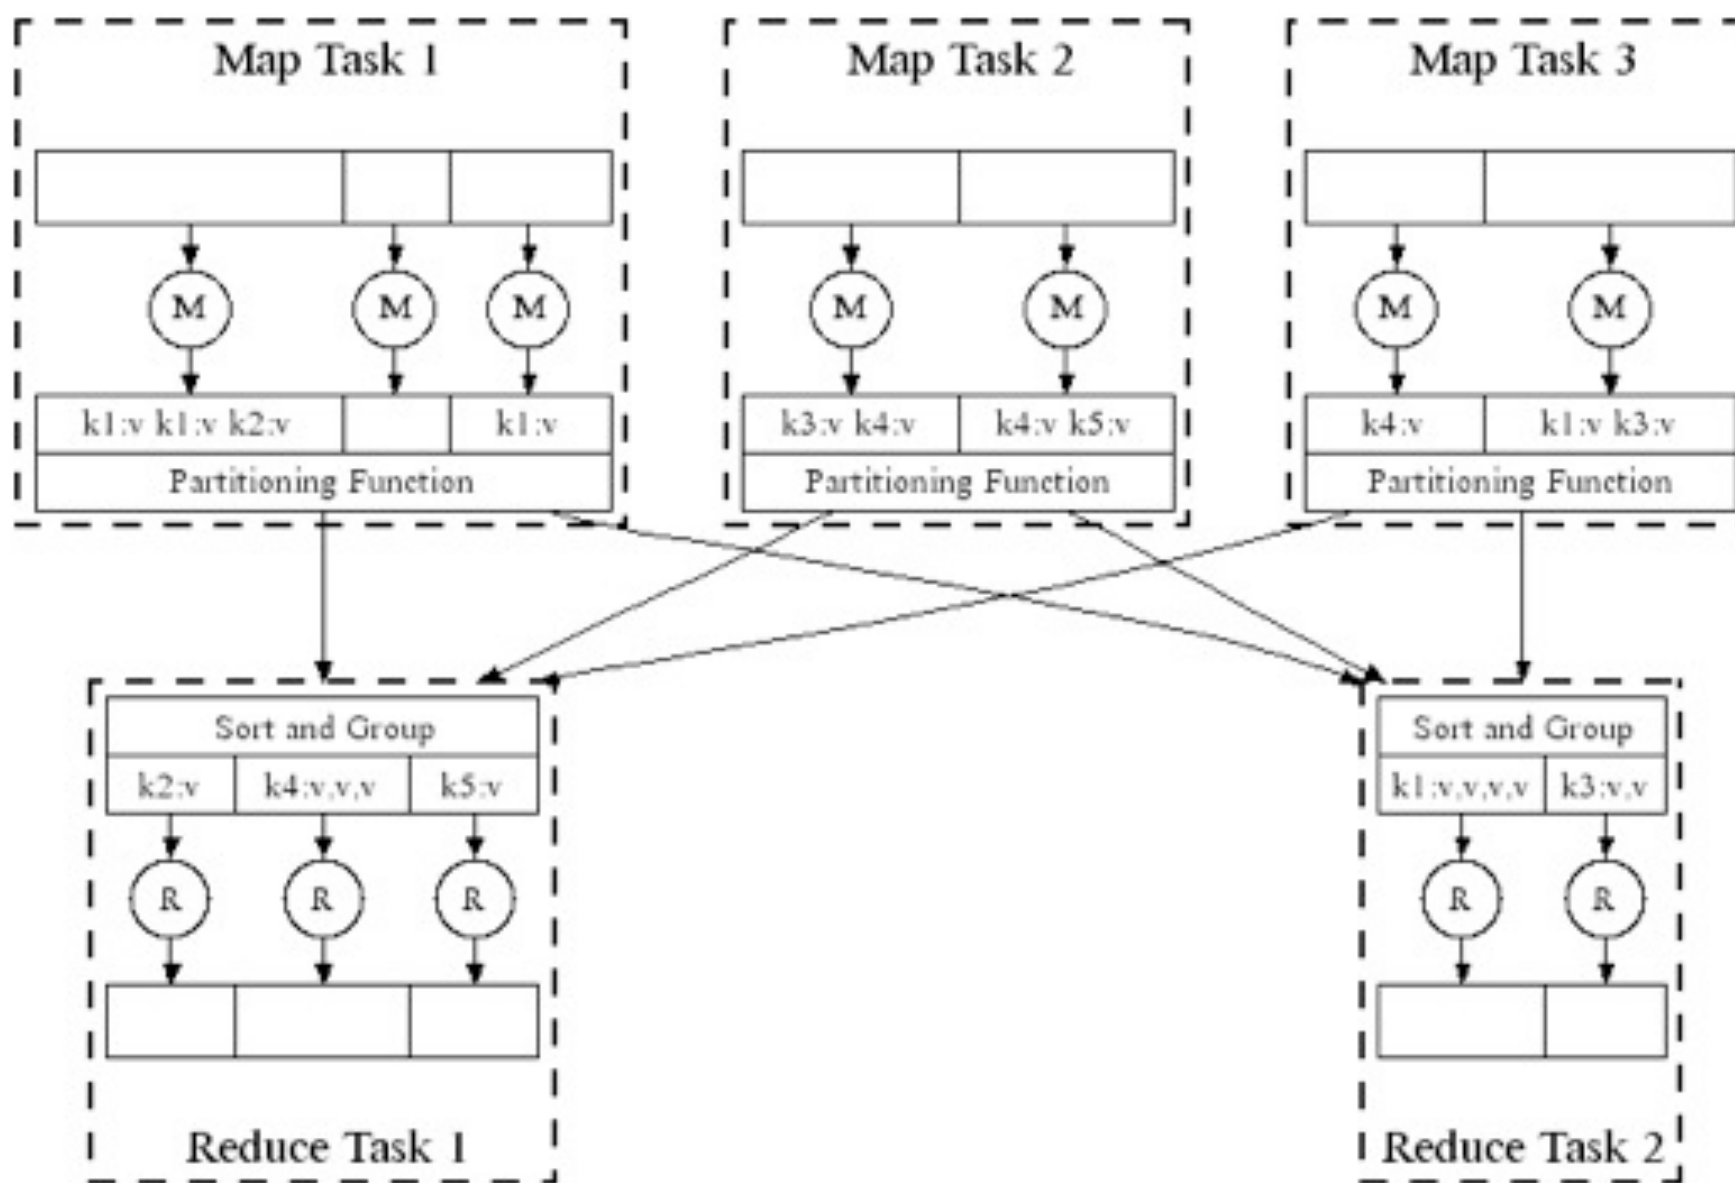 Map Task 1
Map Task 2
Map Task 3
M
M
M
M
M
M
M
k1:v k1:v k2:v
k1:v
k3:v k4:v
k4:v k5:v
k4:v
k1:v k3:v
Partitioning Function
Partitioning Function
Partitioning Function
Sort and Group
k2:v
k4:v,v,v
k5:v
R
R
R
Reduce Task 1
Sort and Group
k1:v,v,v,v
k3:v,v
R
R
Reduce Task 2